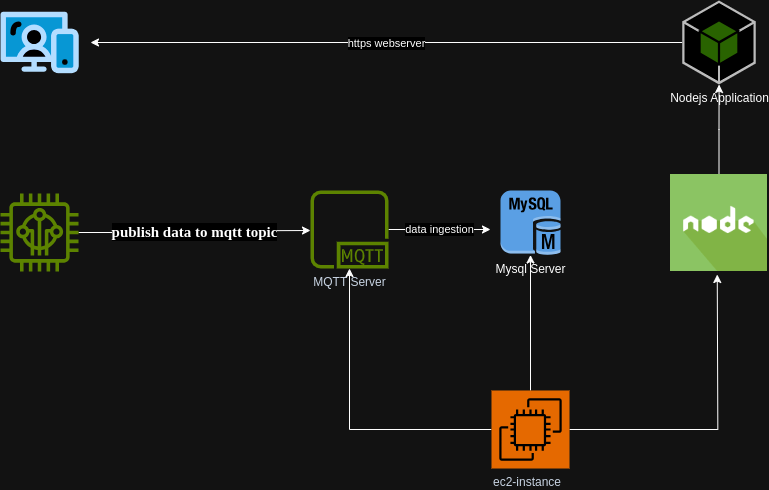 https webserver
Nodejs Application
publish data to mqtt topic
MQTT
MQTT Server
data ingestion
MySQL
M
Mysql Server
node
ec2-instance